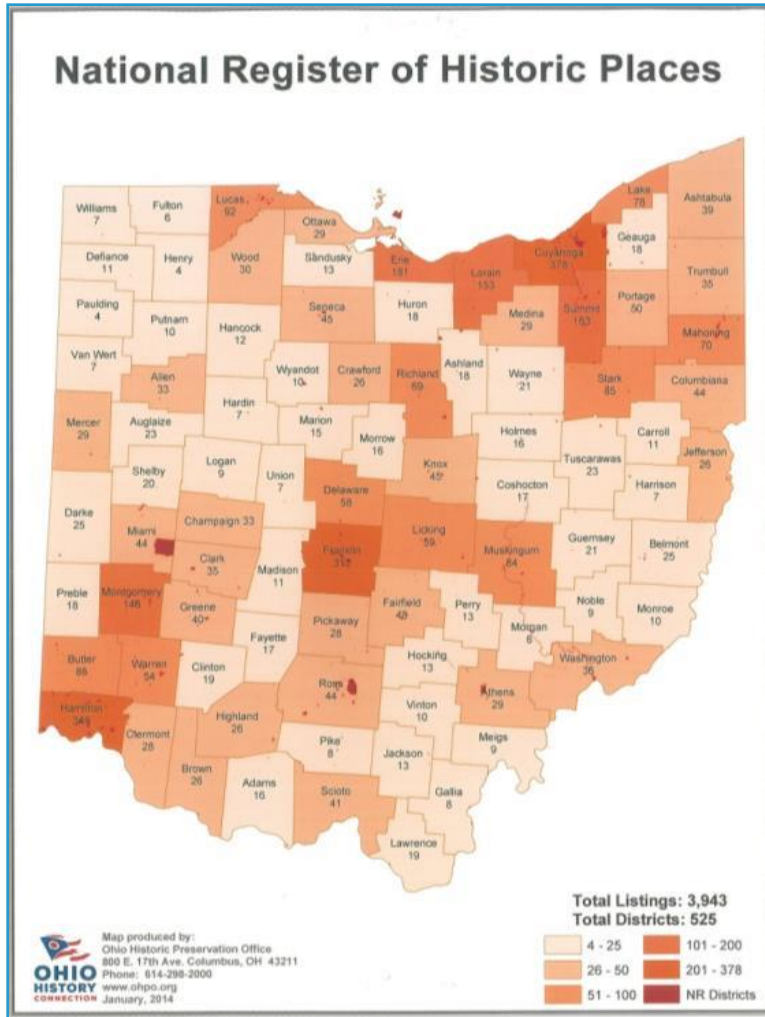 National Register of Historic Places
Williams
7
Fulton
6
Lucas
92
Ottawa
29
Lake
78
Ashtabula
39
Geauga
18
Cuyahoga
378
Defiance
11
Henry
4
Wood
30
Sandusky
13
Erie
181
Lorain
153
Trumbull
35
Paulding
4
Putnam
10
Hancock
12
Seneca
45
Huron
18
Medina
29
Summit
Portage
50
Mahoning
70
Van Wert
7
Allen
33
Wyandot
10
Crawford
26
Richland
69
Ashland
18
Wayne
21
Stark
85
Columbiana
44
Mercer
29
Auglaize
23
Hardin
7
Marion
15
Morrow
16
Holmes
16
Tuscarawas
23
Carroll
11
Jefferson
26
Shelby
20
Logan
9
Union
7
Knox
Coshocton
17
Harrison
7
Darke
25
Miami
44
Champaign 33
Delaware
Licking
59
Muskingum
64
Guernsey
21
Belmont
25
Clark
35
Madison
11
Franklin
Preble
18
Montgomery
Greene
Fayette
17
Pickaway
28
Fairfield
Perry
13
Morgan
6
Noble
9
Monroe
10
Washington
Butler
Warren
54
Clinton
19
Ross
44
Hocking
13
Vinton
10
Athens
29
Hamilton
Clermont
28
Highland
26
Pike
8
Jackson
13
Meigs
9
Brown
26
Adams
16
Scioto
41
Gallia
8
Lawrence
19
Total Listings: 3,943
Total Districts: 525
4 - 25
26 - 50
51 - 100
101 - 200
201 - 378
NR Districts
OHIO
HISTORY
CONNECTION
Map produced by:
Ohio Historic Preservation Office
800 E. 17th Ave. Columbus, OH 43211
Phone: 614-298-2000
www.ohpo.org
January, 2014